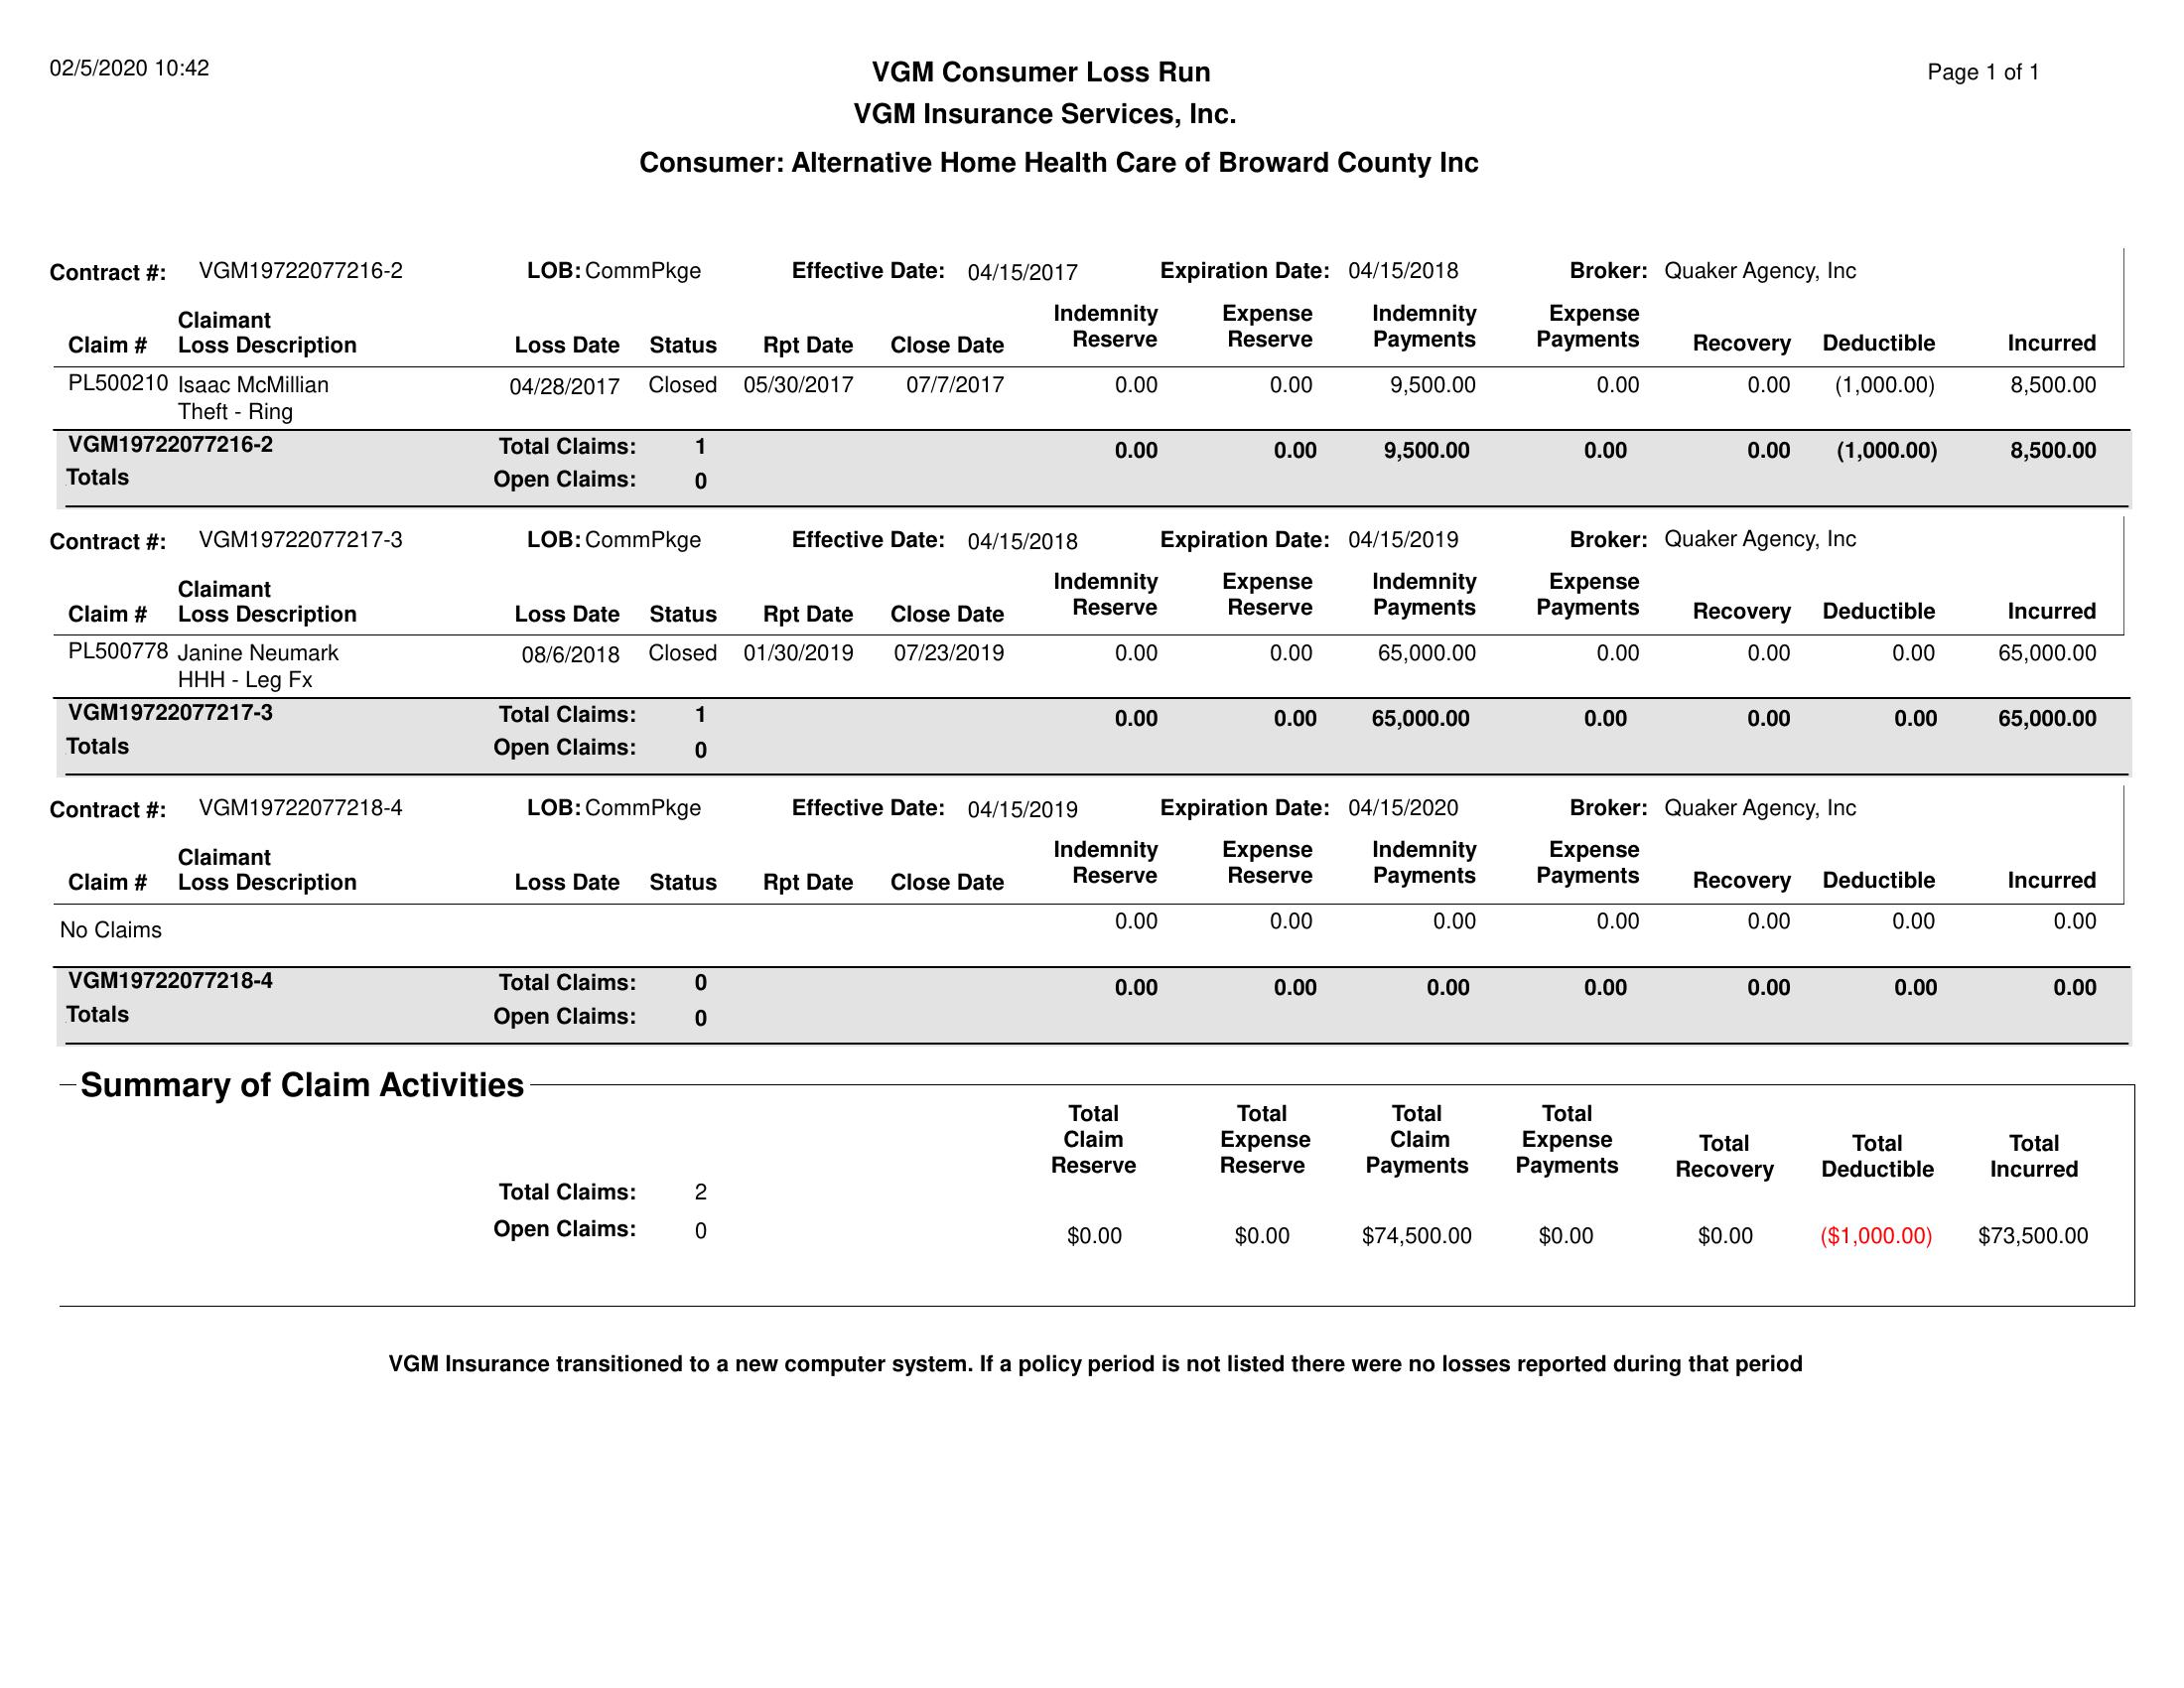 02/5/2020 10:42
VGM Consumer Loss Run
Page 1 of 1
VGM Insurance Services, Inc.
Consumer: Alternative Home Health Care of Broward County Inc
Contract #: VGM19722077216-2 LOB: CommPkge Effective Date: 04/15/2017 Expiration Date: 04/15/2018 Broker: Quaker Agency, Inc
Claimant Indemnity Expense Indemnity Expense
Claim # Loss Description Loss Date Status Rpt Date Close Date Reserve Reserve Payments Payments Recovery Deductible Incurred
PL500210 Isaac McMillian 04/28/2017 Closed 05/30/2017 07/7/2017 0.00 0.00 9,500.00 0.00 0.00 (1,000.00) 8,500.00
Theft - Ring
VGM19722077216-2 Total Claims: 1 0.00 0.00 9,500.00 0.00 0.00 (1,000.00) 8,500.00
Totals Open Claims: 0
Contract #: VGM19722077217-3 LOB: CommPkge Effective Date: 04/15/2018 Expiration Date: 04/15/2019 Broker: Quaker Agency, Inc
Claimant Indemnity Expense Indemnity Expense
Claim # Loss Description Loss Date Status Rpt Date Close Date Reserve Reserve Payments Payments Recovery Deductible Incurred
PL500778 Janine Neumark 08/6/2018 Closed 01/30/2019 07/23/2019 0.00 0.00 65,000.00 0.00 0.00 0.00 65,000.00
HHH - Leg Fx
VGM19722077217-3 Total Claims: 1 0.00 0.00 65,000.00 0.00 0.00 0.00 65,000.00
Totals Open Claims: 0
Contract #: VGM19722077218-4 LOB: CommPkge Effective Date: 04/15/2019 Expiration Date: 04/15/2020 Broker: Quaker Agency, Inc
Claimant Indemnity Expense Indemnity Expense
Claim # Loss Description Loss Date Status Rpt Date Close Date Reserve Reserve Payments Payments Recovery Deductible Incurred
No Claims 0.00 0.00 0.00 0.00 0.00 0.00 0.00
VGM19722077218-4 Total Claims: 0 0.00 0.00 0.00 0.00 0.00 0.00 0.00
Totals Open Claims: 0
Summary of Claim Activities
Total Total Total Total
Claim Expense Claim Expense Total Total Total
Reserve Reserve Payments Payments Recovery Deductible Incurred
Total Claims: 2
Open Claims: 0 $0.00 $0.00 $74,500.00 $0.00 $0.00 ($1,000.00) $73,500.00
VGM Insurance transitioned to a new computer system. If a policy period is not listed there were no losses reported during that period